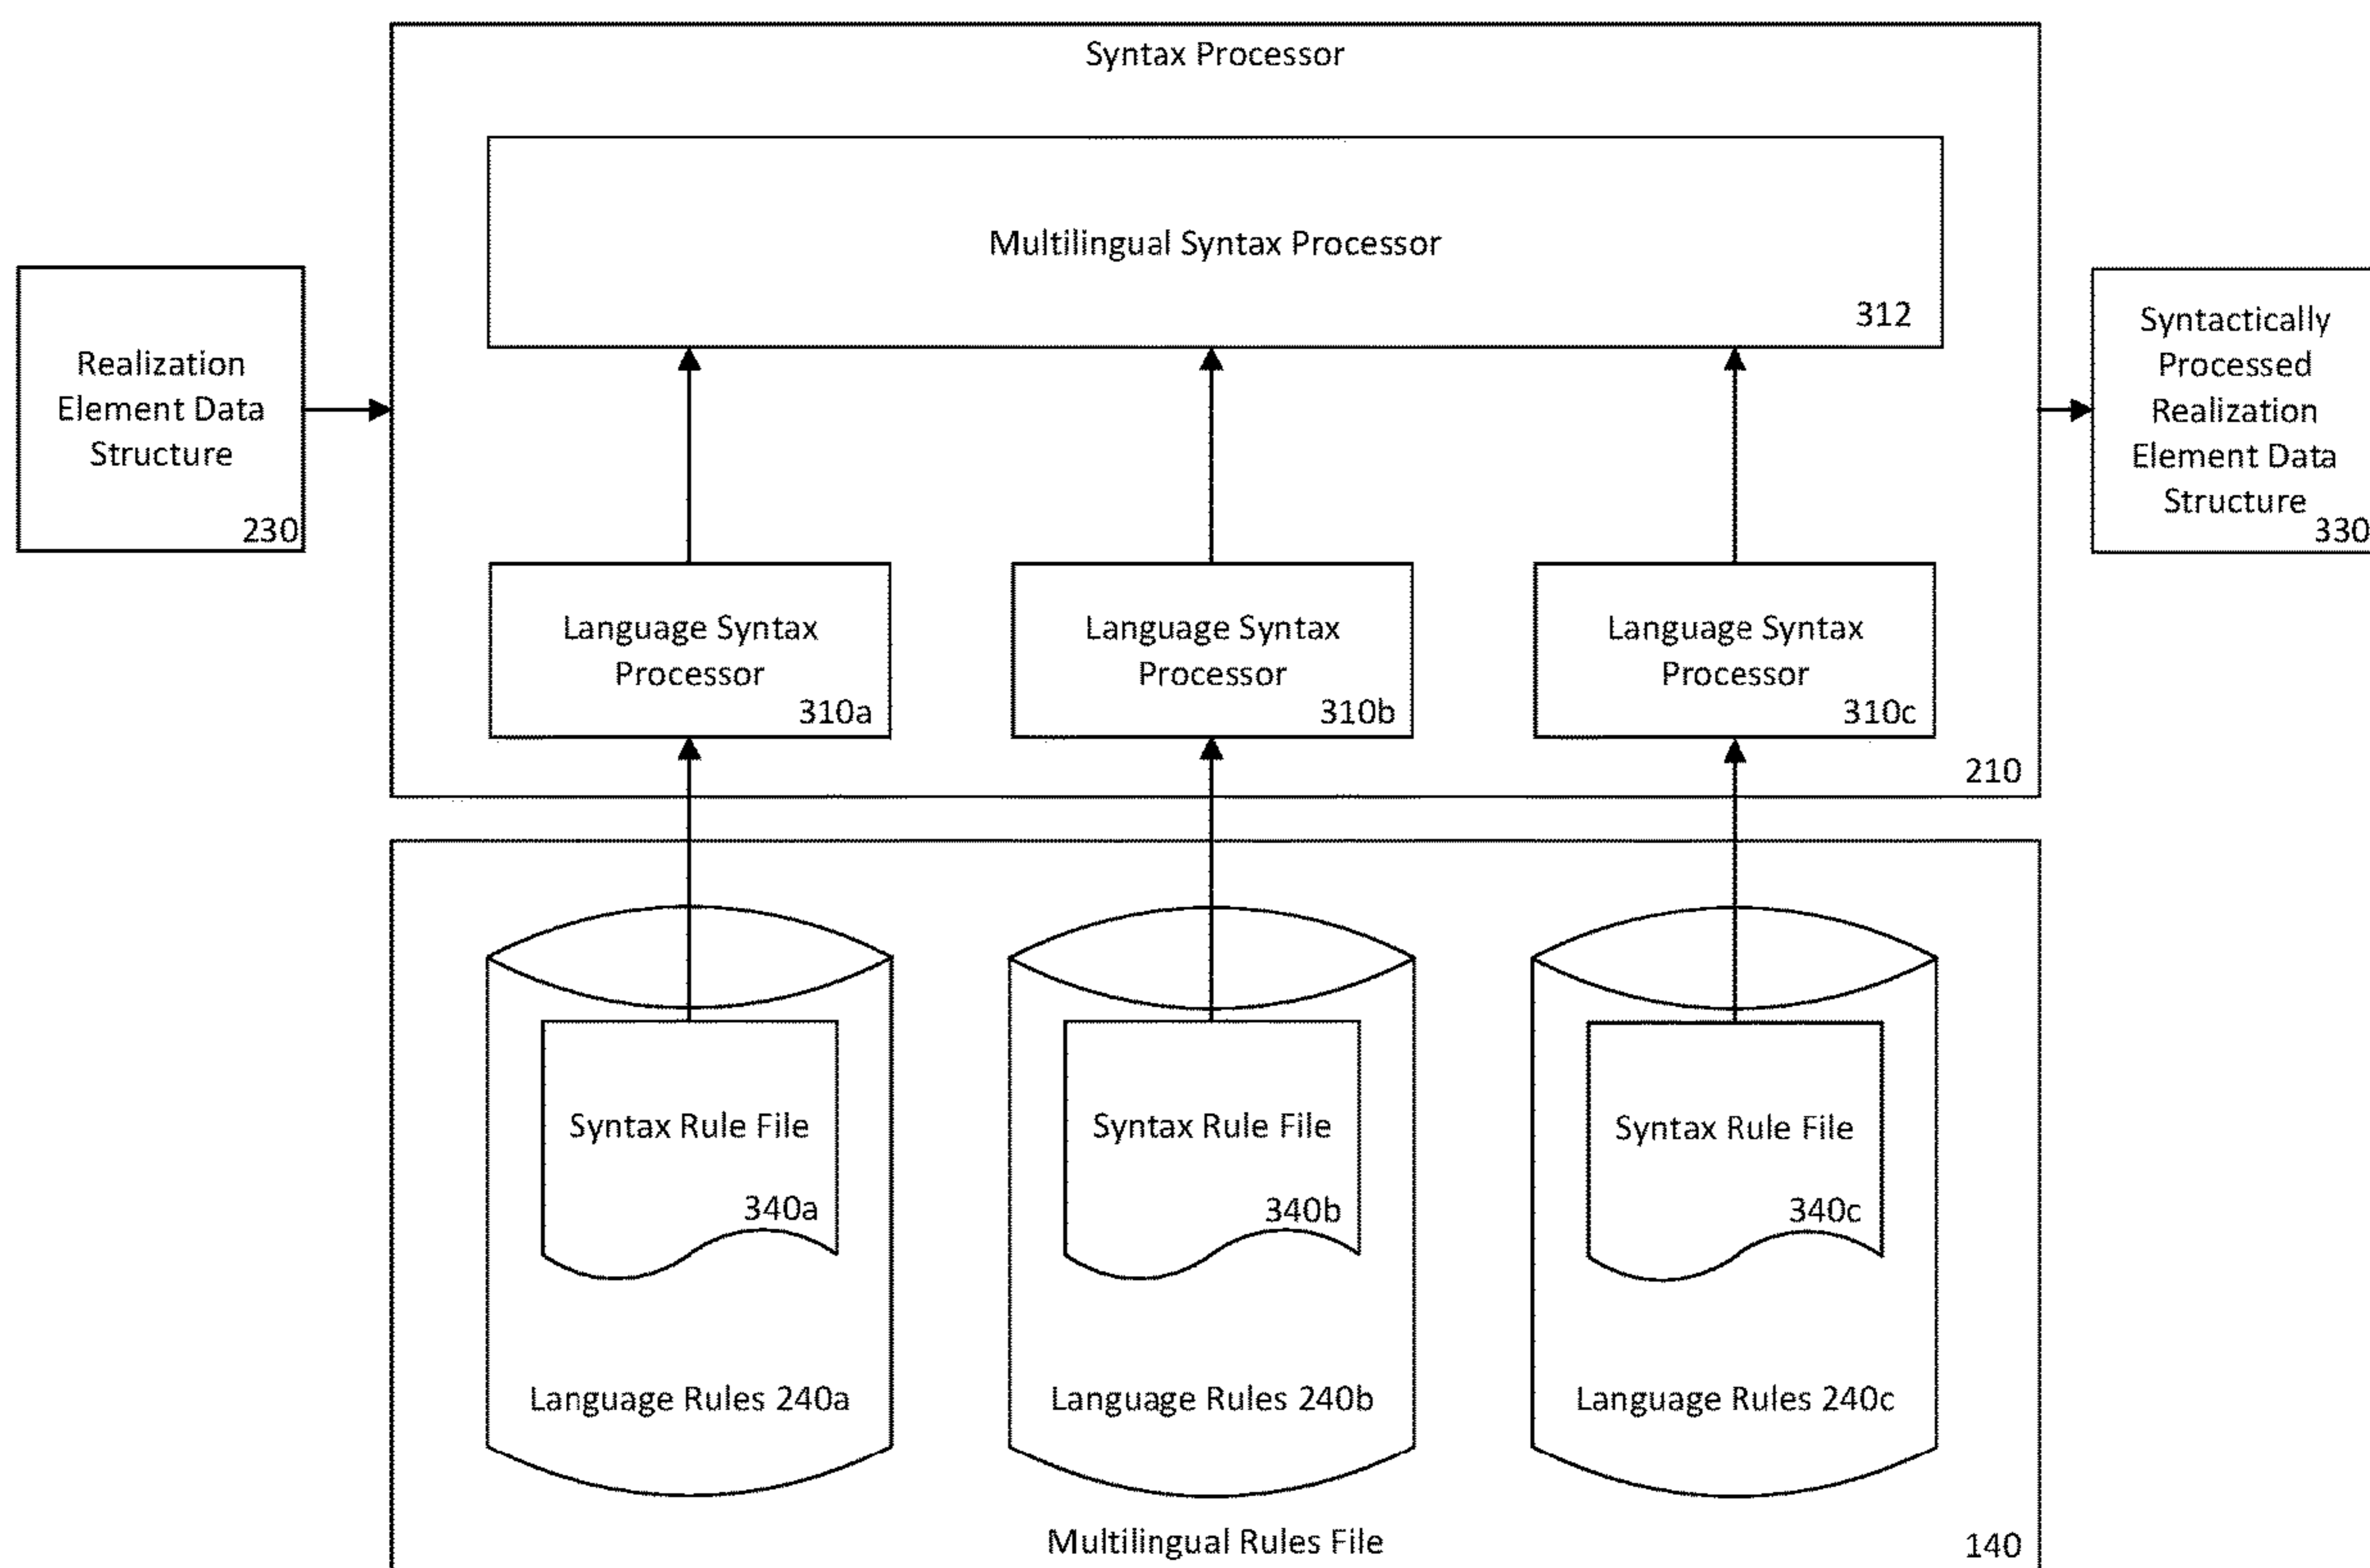 Syntax Processor
Multilingual Syntax Processor
312
Realization
Element Data
Structure
230
Syntactically
Processed
Realization
Element Data
Structure
330
Language Syntax
Processor
310a
Language Syntax
Processor
310b
Language Syntax
Processor
310c
210
Syntax Rule File
340a
Syntax Rule File
340b
Syntax Rule File
340c
Language Rules 240a
Language Rules 240b
Language Rules 240c
Multilingual Rules File
140